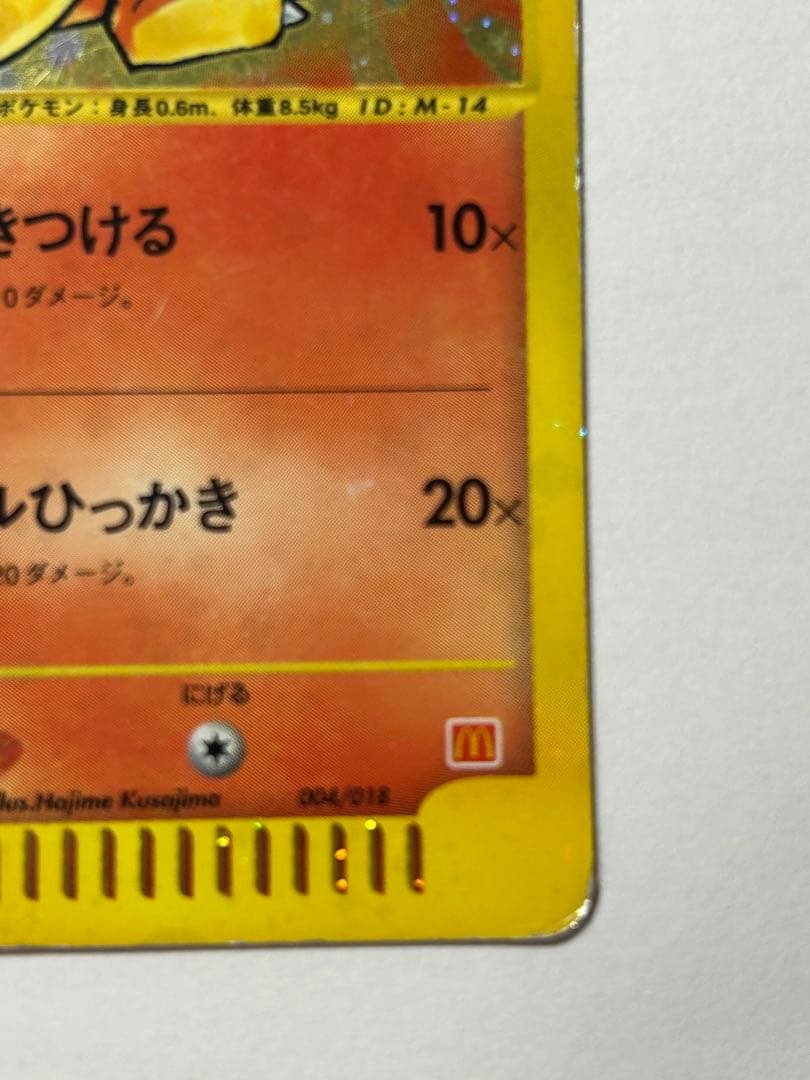 ポケモン：身長0.6m. 体重8.5kg ID:M-14
きつける 10×
0ダメージ。
ルひっかき 20×
20ダメージ。
にげる
M
llus.Hajime Kusajima 004/018